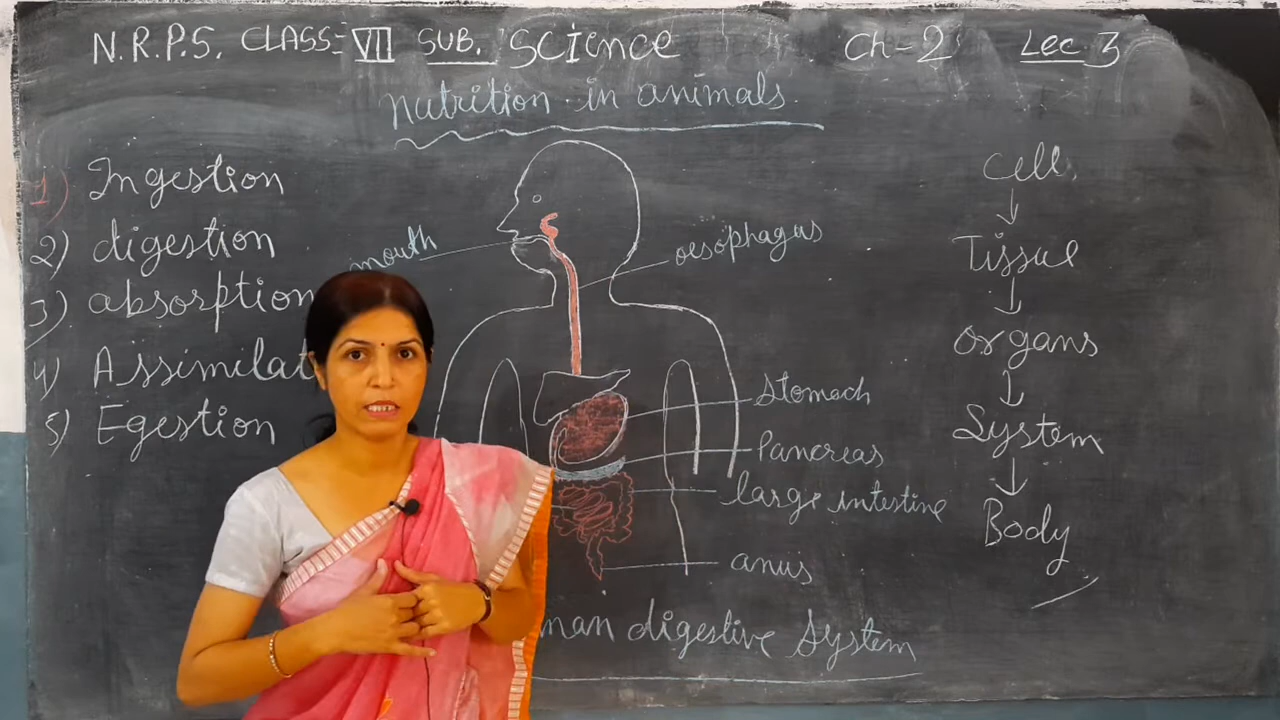 N.R.P.S. CLASS:- VII SUB. Science Ch-2 Lec 3
Nutrition in animals.
1) Ingestion
2) digestion
3) absorption
4) Assimilat
5) Egestion
mouth
oesophagus
Stomach
Pancreas
large intestine
anus
man digestive System
Cell
↓
Tissue
↓
Organs
↓
System
↓
Body